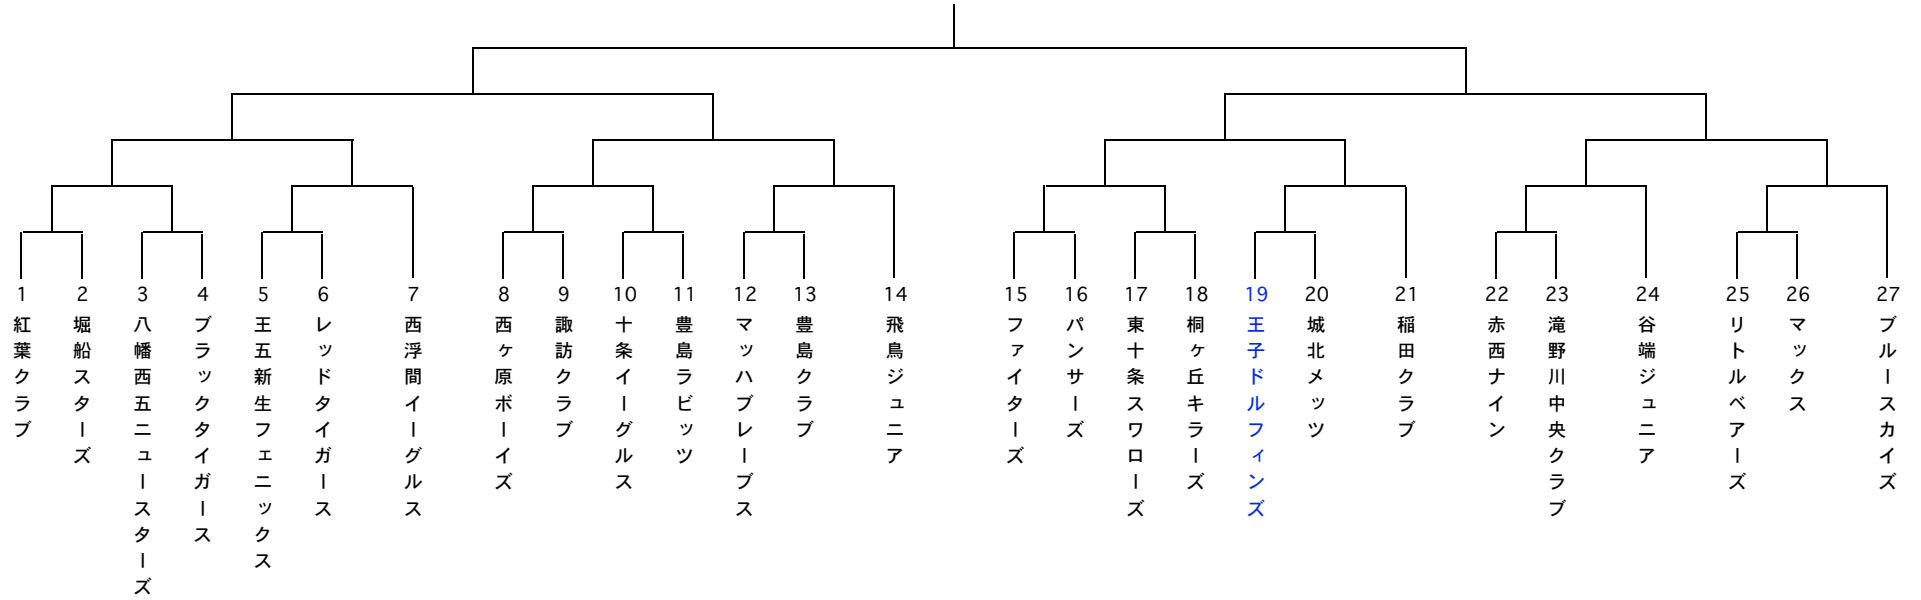 1 紅葉クラブ
2 堀船スターズ
3 八幡西五ニュースターズ
4 ブラックタイガース
5 王五新生フェニックス
6 レッドタイガース
7 西浮間イーグルス
8 西ヶ原ボーイズ
9 諏訪クラブ
10 十条イーグルス
11 豊島ラビッツ
12 マッハブレーブス
13 豊島クラブ
14 飛鳥ジュニア
15 ファイターズ
16 パンサーズ
17 東十条スワローズ
18 桐ヶ丘キラーズ
19 王子ドルフィンズ
20 城北メッツ
21 稲田クラブ
22 赤西ナイン
23 滝野川中央クラブ
24 谷端ジュニア
25 リトルベアーズ
26 マックス
27 ブルースカイズ